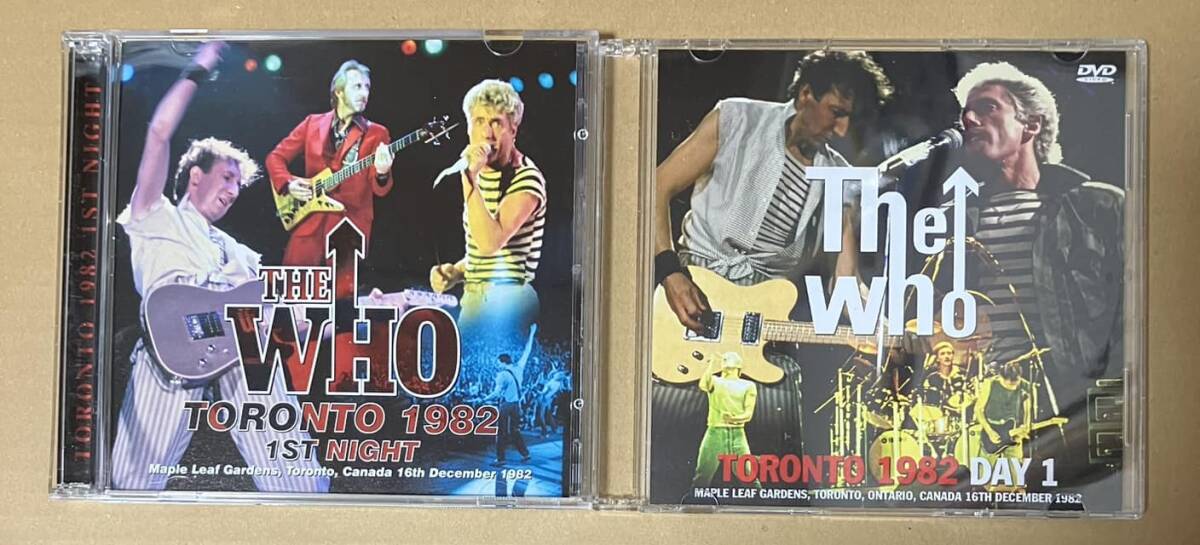 TORONTO 1982 1ST NIGHT
THE
WHO
TORONTO 1982
1ST NIGHT
Maple Leaf Gardens, Toronto, Canada 16th December 1982
DVD
VIDEO
The
who
TORONTO 1982 DAY 1
MAPLE LEAF GARDENS, TORONTO, ONTARIO, CANADA 16TH DECEMBER 1982